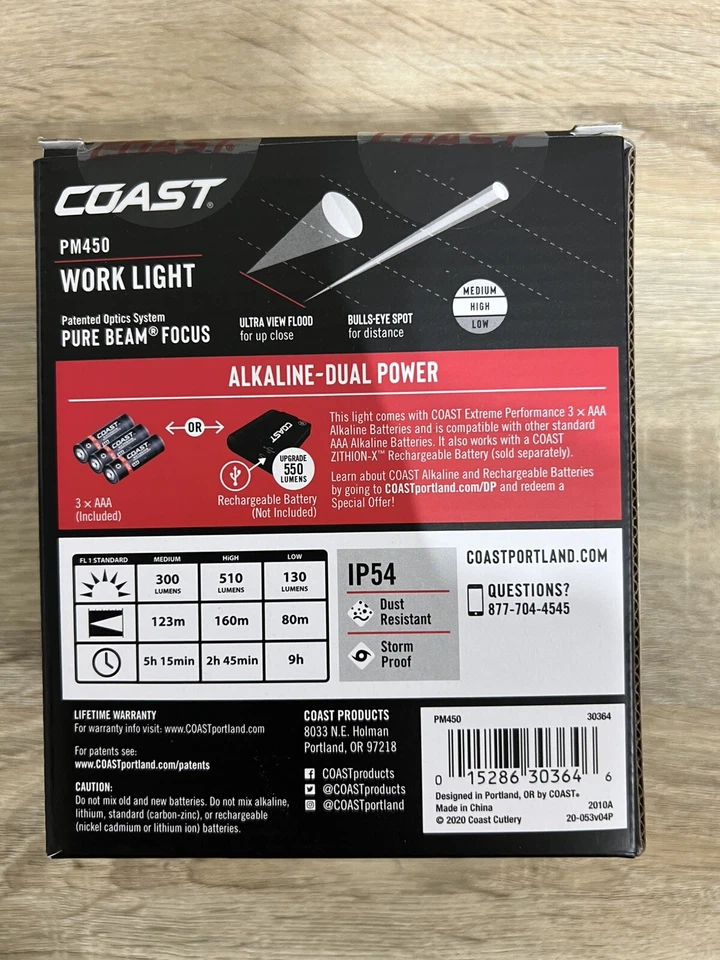 COAST
COAST
COAST®
PM450
WORK LIGHT
Patented Optics System
PURE BEAM® FOCUS
ULTRA VIEW FLOOD
for up close
BULLS-EYE SPOT
for distance
MEDIUM
HIGH
LOW
ALKALINE-DUAL POWER
COAST
COAST
COAST
OR
COAST
UPGRADE
550
LUMENS
3 x AAA
(Included)
Rechargeable Battery
(Not Included)
This light comes with COAST Extreme Performance 3 x AAA
Alkaline Batteries and is compatible with other standard
AAA Alkaline Batteries. It also works with a COAST
ZITHION-X™ Rechargeable Battery (sold separately).
Learn about COAST Alkaline and Rechargeable Batteries
by going to COASTportland.com/DP and redeem a
Special Offer!
FL 1 STANDARD MEDIUM HIGH LOW
300 LUMENS 510 LUMENS 130 LUMENS
123m 160m 80m
5h 15min 2h 45min 9h
IP54
Dust
Resistant
Storm
Proof
COASTPORTLAND.COM
QUESTIONS?
877-704-4545
LIFETIME WARRANTY
For warranty info visit: www.COASTportland.com
For patents see:
www.COASTportland.com/patents
CAUTION:
Do not mix old and new batteries. Do not mix alkaline,
lithium, standard (carbon-zinc), or rechargeable
(nickel cadmium or lithium ion) batteries.
COAST PRODUCTS
8033 N.E. Holman
Portland, OR 97218
COASTproducts
@COASTproducts
@COASTportland
PM450 30364
0 15286 30364 6
Designed in Portland, OR by COAST®
Made in China 2010A
© 2020 Coast Cutlery 20-053v04P